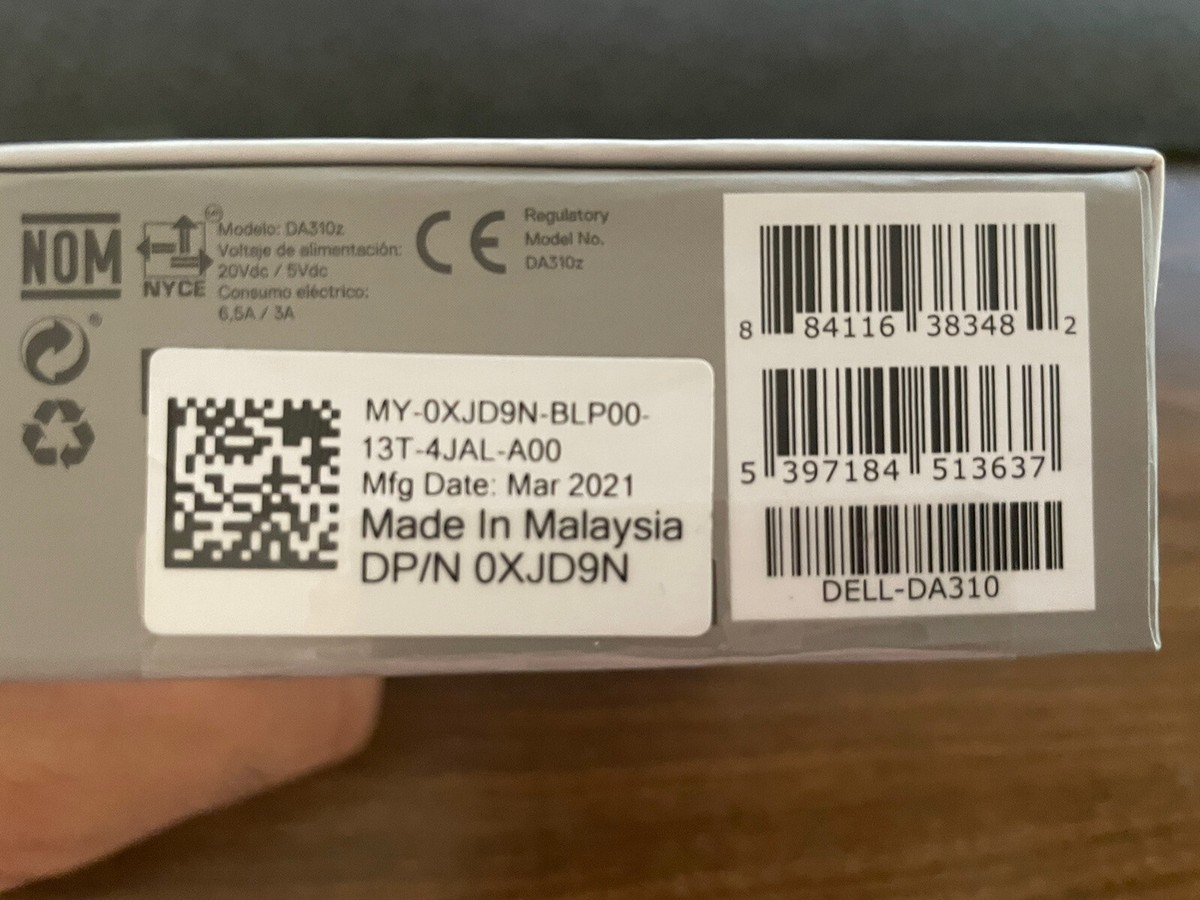 NOM
NYCE
Modelo: DA310z
Voltaje de alimentación:
20Vdc / 5Vdc
Consumo eléctrico:
6,5A / 3A
CE
Regulatory
Model No.
DA310z
MY-0XJD9N-BLP00-
13T-4JAL-A00
Mfg Date: Mar 2021
Made In Malaysia
DP/N 0XJD9N
8 84116 38348 2
5 397184 513637
DELL-DA310